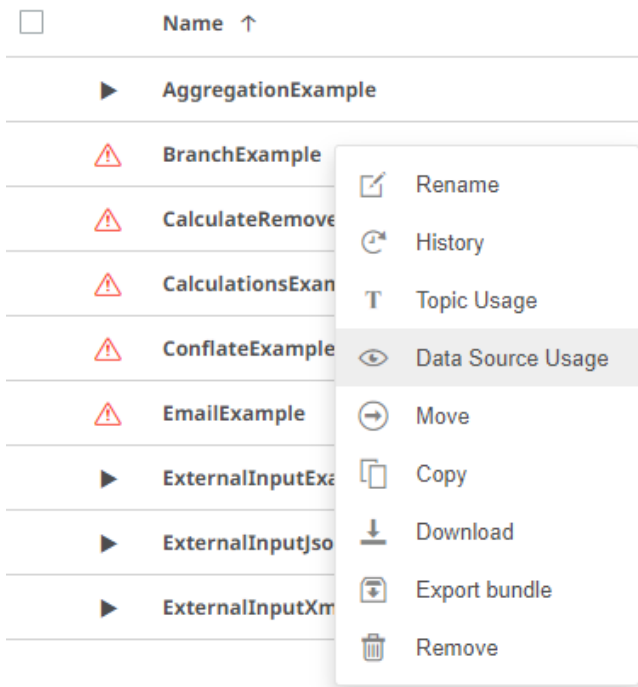 Name ↑
AggregationExample
BranchExample
CalculateRemove
CalculationsExam
ConflateExample
EmailExample
ExternalInputExa
ExternalInputJso
ExternalInputXm
Rename
History
T Topic Usage
Data Source Usage
Move
Copy
Download
Export bundle
Remove